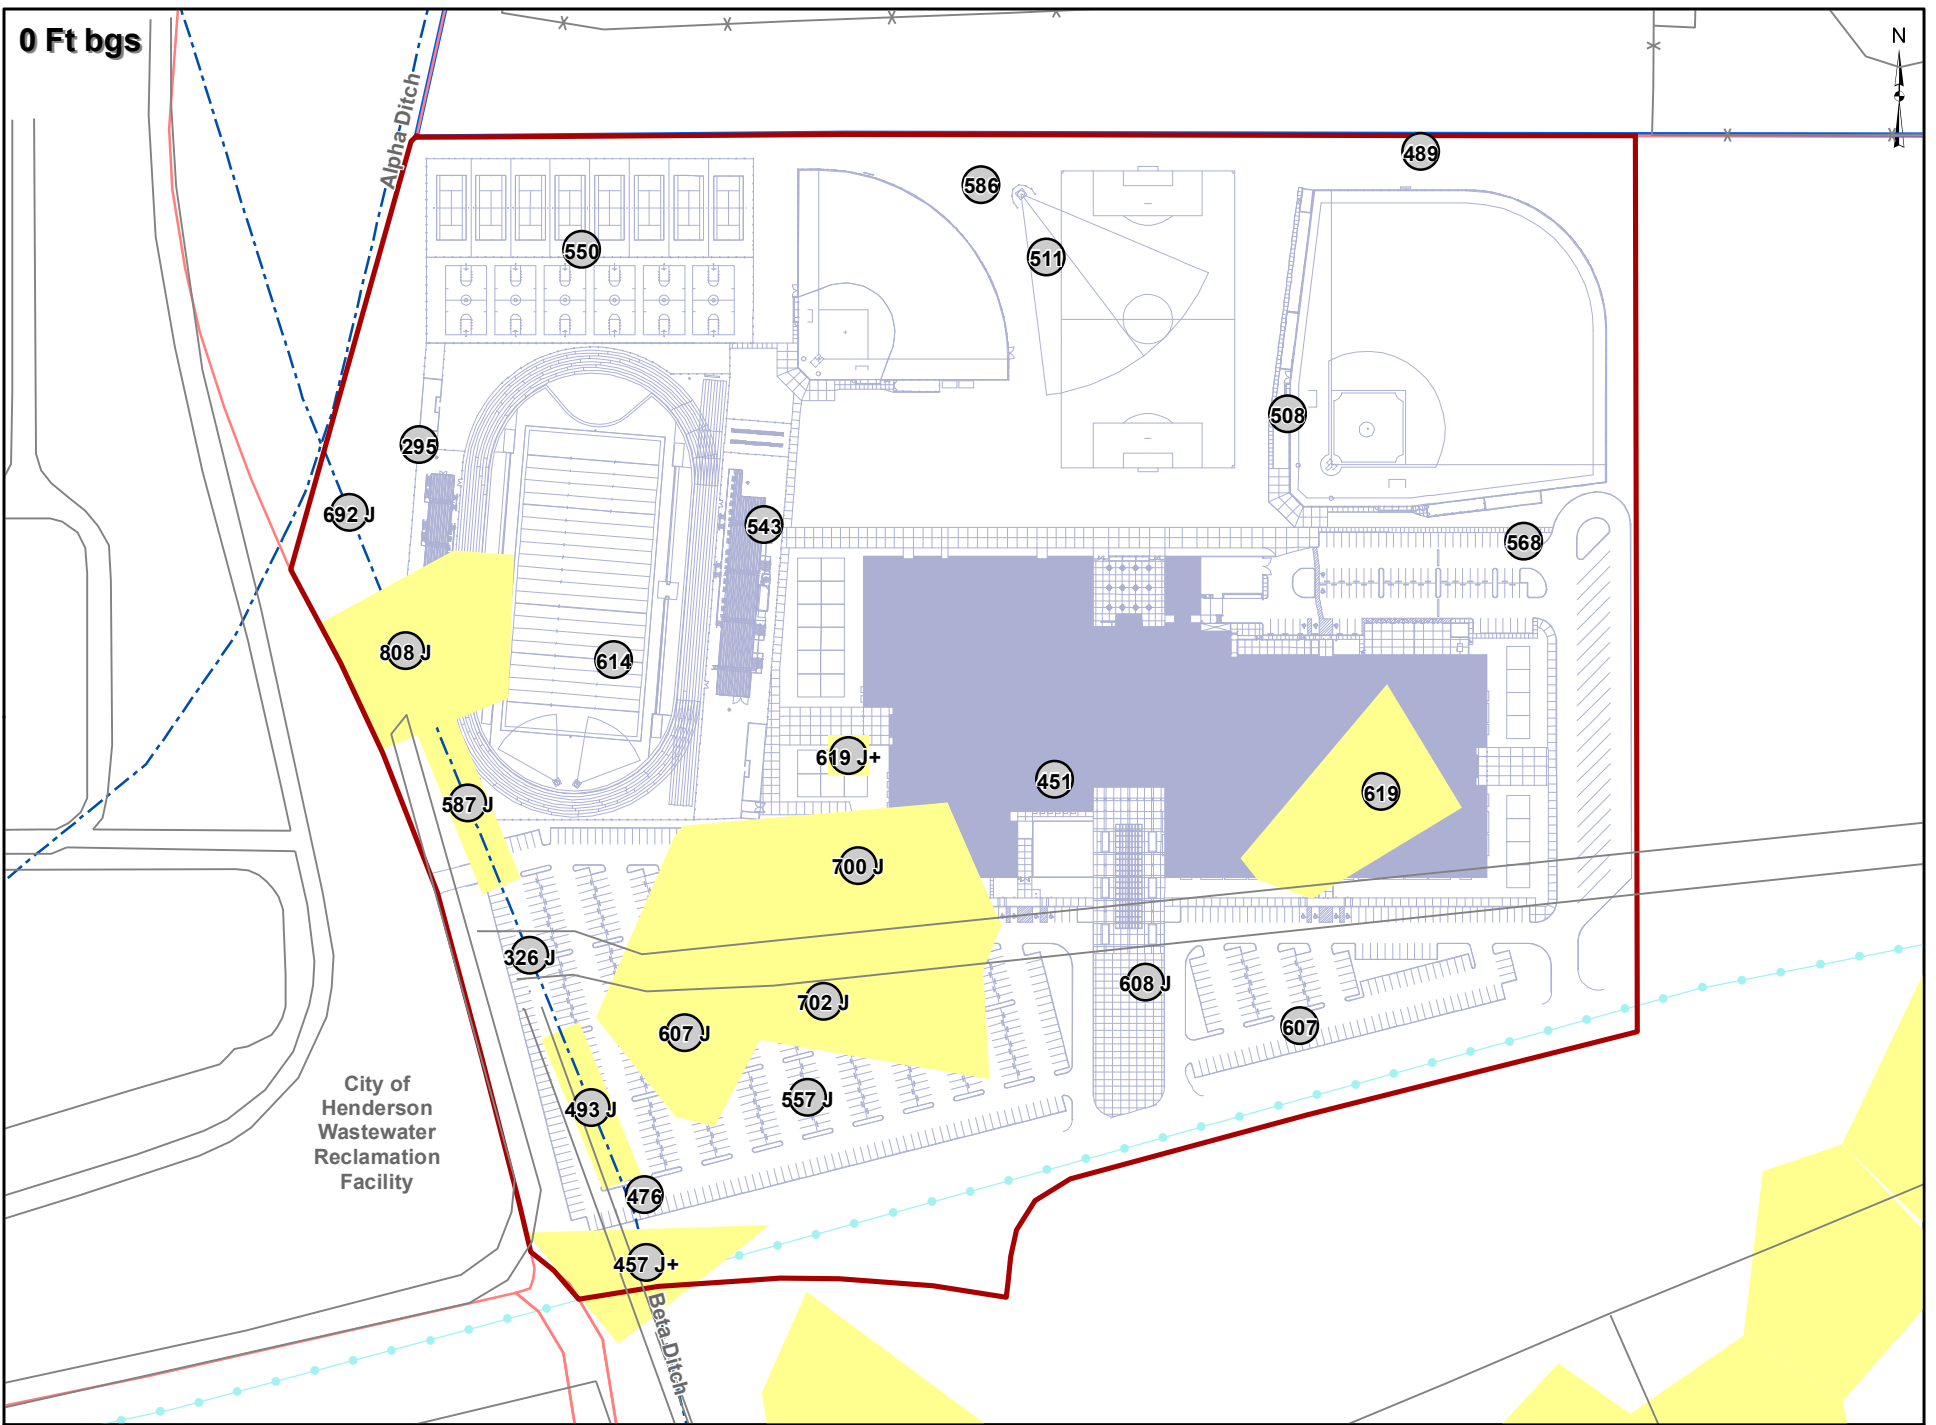 0 Ft bgs
N
Alpha Ditch
489
586
550
511
508
295
692 J
543
568
808 J
614
619 J+
451
619
587 J
700 J
326 J
702 J
608 J
607 J
607
City of
Henderson
Wastewater
Reclamation
Facility
493 J
557 J
476
457 J+
Beta Ditch